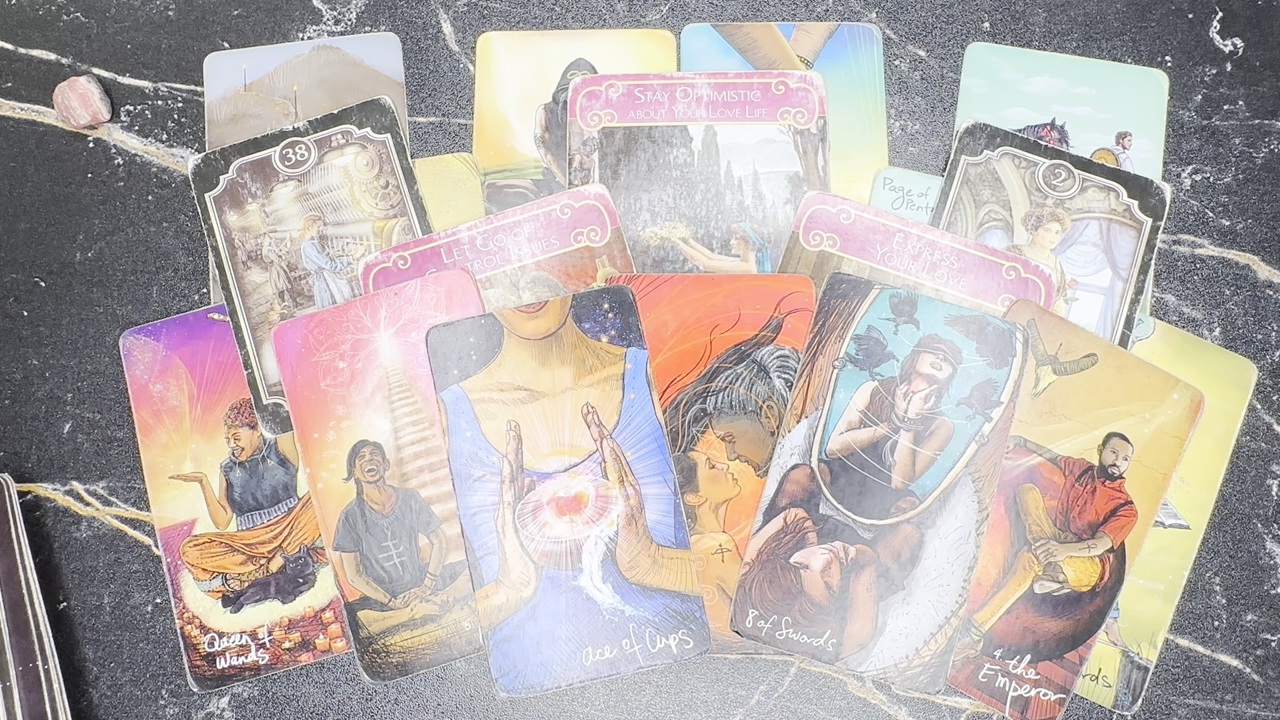 STAY OPTIMISTIC
ABOUT YOUR LOVE LIFE
38
2
Page of
LET GO OF
EXPRESS
YOUR LOVE
Queen of
Wands
ace of Cups
8 of Swords
4. the
Emperor